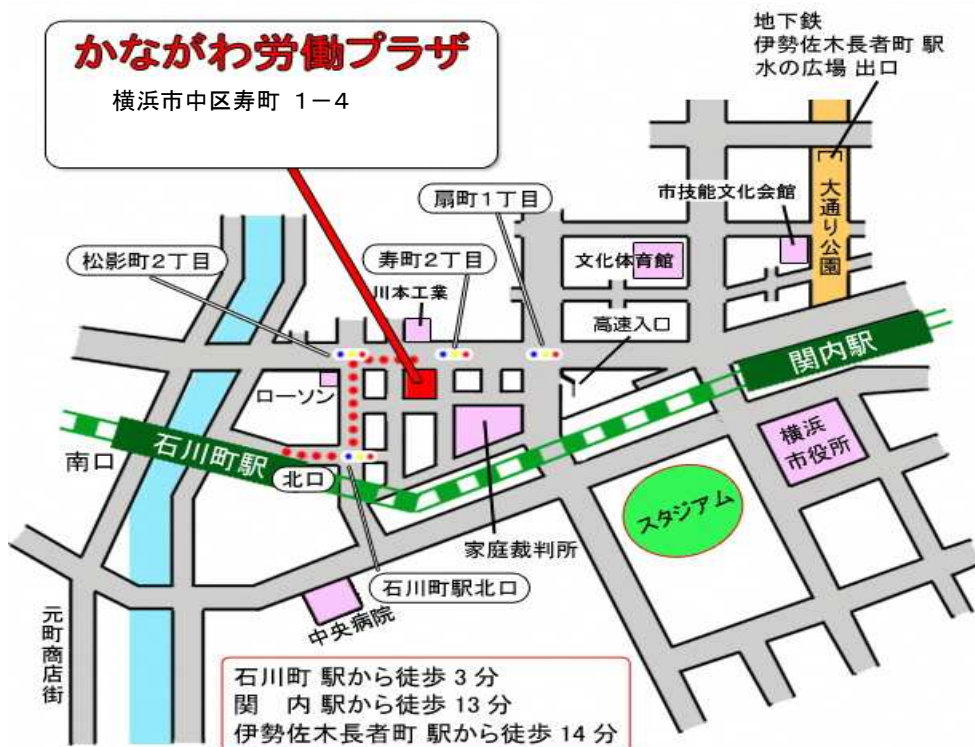 かながわ労働プラザ
横浜市中区寿町 1－4
地下鉄
伊勢佐木長者町 駅
水の広場 出口
扇町1丁目
市技能文化会館
大通り公園
松影町2丁目
寿町2丁目
文化体育館
川本工業
高速入口
関内駅
ローソン
石川町駅
南口
北口
横浜
市役所
スタジアム
家庭裁判所
石川町駅北口
中央病院
元町商店街
石川町 駅から徒歩 3 分
関　内 駅から徒歩 13 分
伊勢佐木長者町 駅から徒歩 14 分